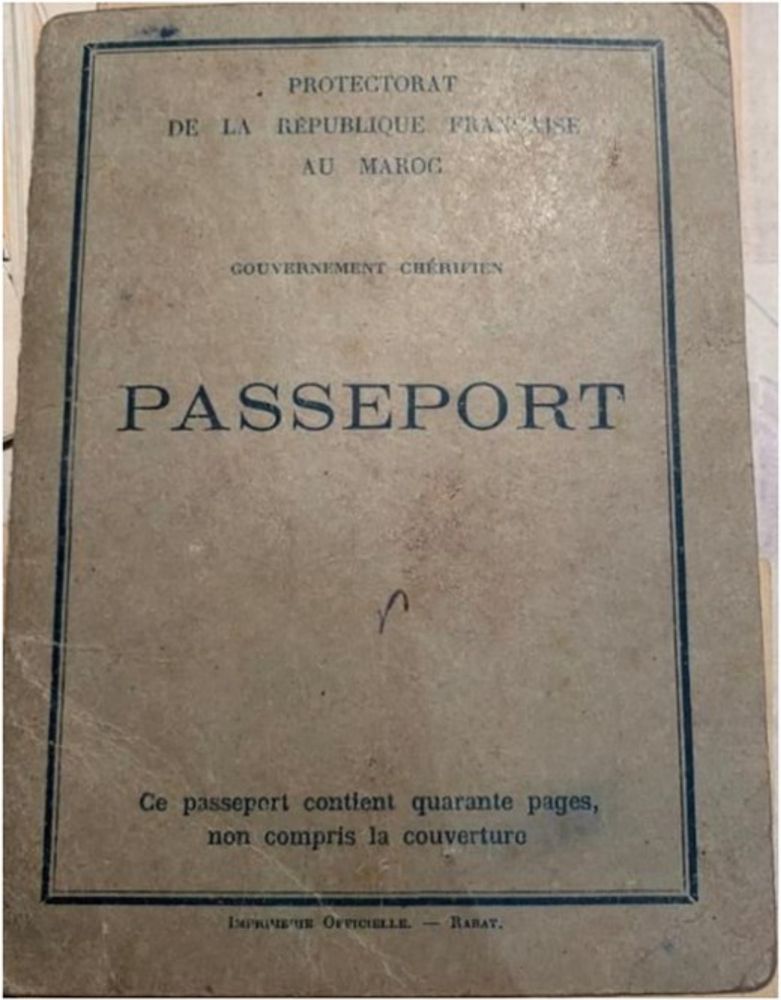 PROTECTORAT
DE LA RÉPUBLIQUE FRANÇAISE
AU MAROC
GOUVERNEMENT CHÉRIFIEN
PASSEPORT
Ce passeport contient quarante pages,
non compris la couverture
IMPRIMERIE OFFICIELLE. — RABAT.